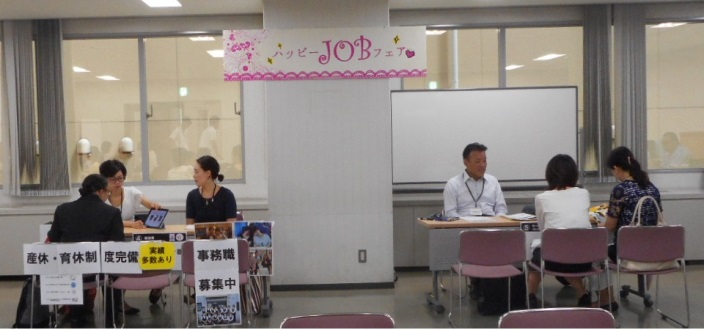 ハッピーJOBフェア
産休・育休制度完備
実績
多数あり
事務職
募集中